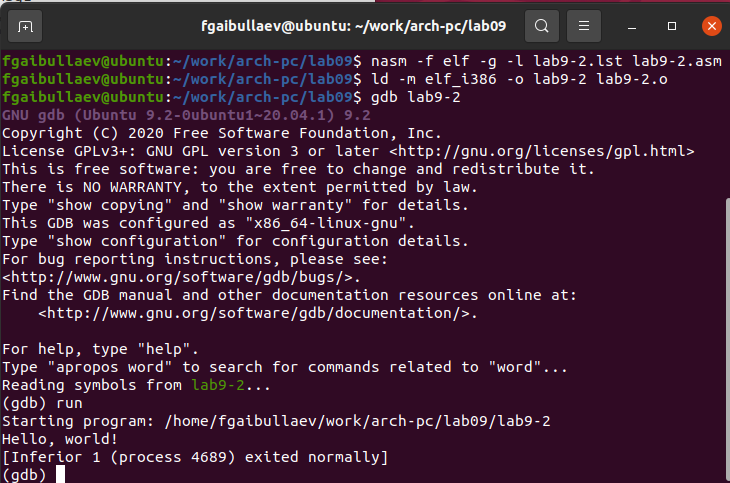 fgaibullaev@ubuntu: ~/work/arch-pc/lab09
fgaibullaev@ubuntu:~/work/arch-pc/lab09$ nasm -f elf -g -l lab9-2.lst lab9-2.asm
fgaibullaev@ubuntu:~/work/arch-pc/lab09$ ld -m elf_i386 -o lab9-2 lab9-2.o
fgaibullaev@ubuntu:~/work/arch-pc/lab09$ gdb lab9-2
GNU gdb (Ubuntu 9.2-0ubuntu1~20.04.1) 9.2
Copyright (C) 2020 Free Software Foundation, Inc.
License GPLv3+: GNU GPL version 3 or later <http://gnu.org/licenses/gpl.html>
This is free software: you are free to change and redistribute it.
There is NO WARRANTY, to the extent permitted by law.
Type "show copying" and "show warranty" for details.
This GDB was configured as "x86_64-linux-gnu".
Type "show configuration" for configuration details.
For bug reporting instructions, please see:
<http://www.gnu.org/software/gdb/bugs/>.
Find the GDB manual and other documentation resources online at:
    <http://www.gnu.org/software/gdb/documentation/>.
For help, type "help".
Type "apropos word" to search for commands related to "word"...
Reading symbols from lab9-2...
(gdb) run
Starting program: /home/fgaibullaev/work/arch-pc/lab09/lab9-2
Hello, world!
[Inferior 1 (process 4689) exited normally]
(gdb)